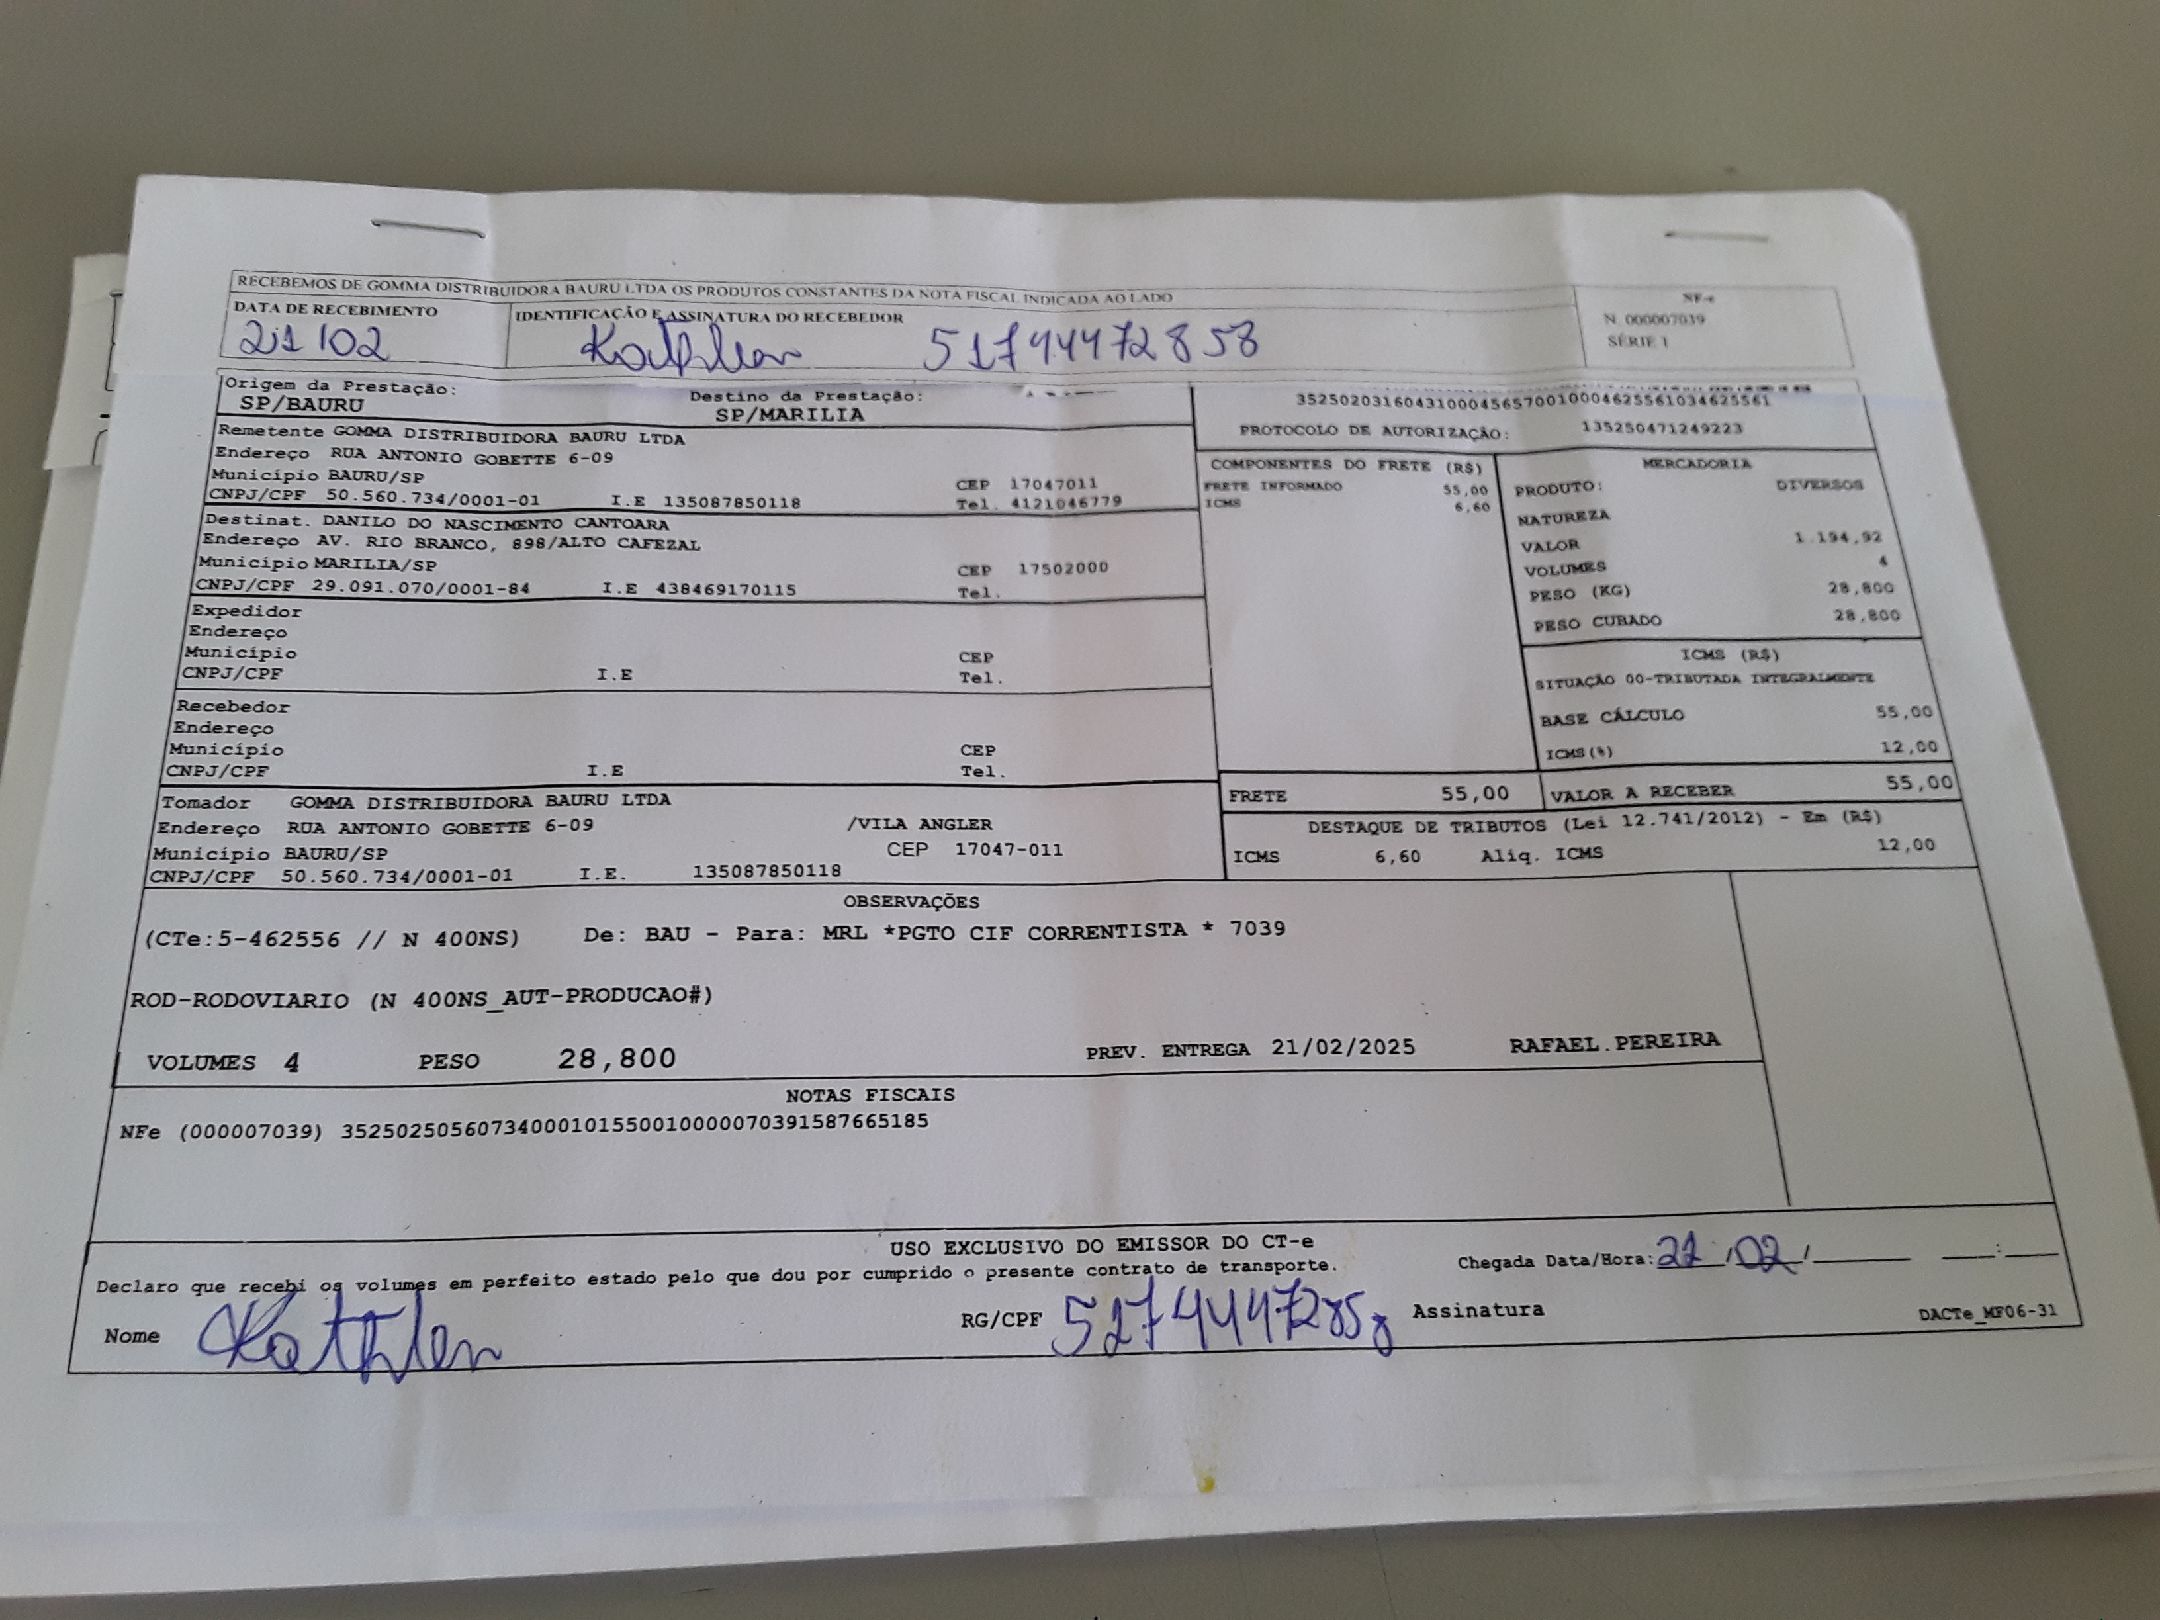 RECEBEMOS DE GOMMA DISTRIBUIDORA BAURU LTDA OS PRODUTOS CONSTANTES DA NOTA FISCAL INDICADA AO LADO
DATA DE RECEBIMENTO
21/02
IDENTIFICAÇÃO E ASSINATURA DO RECEBEDOR
Kathlen 51744472858
NF-e
N. 000007039
SÉRIE 1
Origem da Prestação:
SP/BAURU
Destino da Prestação:
SP/MARILIA
Remetente GOMMA DISTRIBUIDORA BAURU LTDA
Endereço RUA ANTONIO GOBETTE 6-09
Município BAURU/SP CEP 17047011
CNPJ/CPF 50.560.734/0001-01 I.E 135087850118 Tel. 4121046779
Destinat. DANILO DO NASCIMENTO CANTOARA
Endereço AV. RIO BRANCO, 898/ALTO CAFEZAL
Município MARILIA/SP CEP 17502000
CNPJ/CPF 29.091.070/0001-84 I.E 438469170115 Tel.
Expedidor
Endereço
Município CEP
CNPJ/CPF I.E Tel.
Recebedor
Endereço
Município CEP
CNPJ/CPF I.E Tel.
Tomador GOMMA DISTRIBUIDORA BAURU LTDA
Endereço RUA ANTONIO GOBETTE 6-09 /VILA ANGLER
Município BAURU/SP CEP 17047-011
CNPJ/CPF 50.560.734/0001-01 I.E. 135087850118
35250203160431000456570010004625561034625561
PROTOCOLO DE AUTORIZAÇÃO: 135250471249223
COMPONENTES DO FRETE (R$)
FRETE INFORMADO 55,00
ICMS 6,60
MERCADORIA
PRODUTO: DIVERSOS
NATUREZA
VALOR 1.194,92
VOLUMES 4
PESO (KG) 28,800
PESO CUBADO 28,800
ICMS (R$)
SITUAÇÃO 00-TRIBUTADA INTEGRALMENTE
BASE CÁLCULO 55,00
ICMS(%) 12,00
FRETE 55,00 VALOR A RECEBER 55,00
DESTAQUE DE TRIBUTOS (Lei 12.741/2012) - Em (R$)
ICMS 6,60 Aliq. ICMS 12,00
OBSERVAÇÕES
(CTe:5-462556 // N 400NS) De: BAU - Para: MRL *PGTO CIF CORRENTISTA * 7039
ROD-RODOVIARIO (N 400NS_AUT-PRODUCAO#)
VOLUMES 4 PESO 28,800 PREV. ENTREGA 21/02/2025 RAFAEL.PEREIRA
NOTAS FISCAIS
NFe (000007039) 35250250560734000101550010000070391587665185
USO EXCLUSIVO DO EMISSOR DO CT-e
Declaro que recebi os volumes em perfeito estado pelo que dou por cumprido o presente contrato de transporte.
Chegada Data/Hora: 21/02/ :
Nome Kathlen RG/CPF 51744472858 Assinatura
DACTe_MF06-31